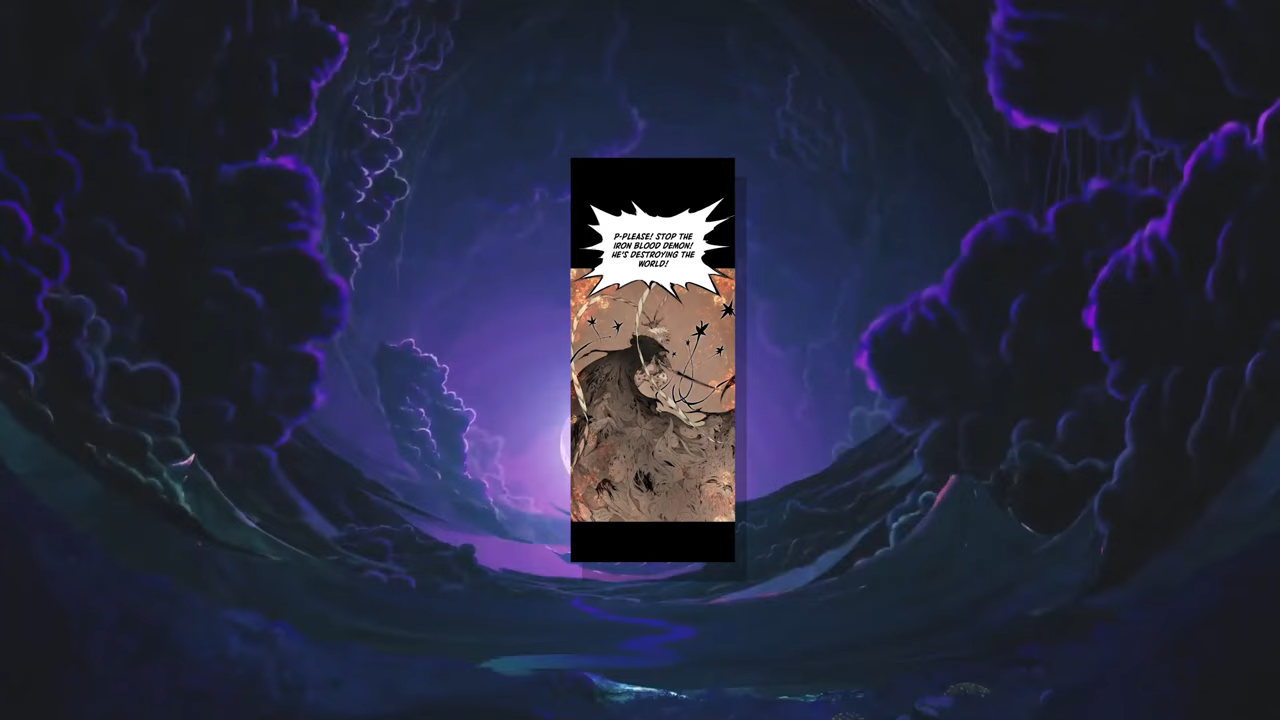 P-PLEASE! STOP THE
IRON BLOOD DEMON!
HE'S DESTROYING THE
WORLD!